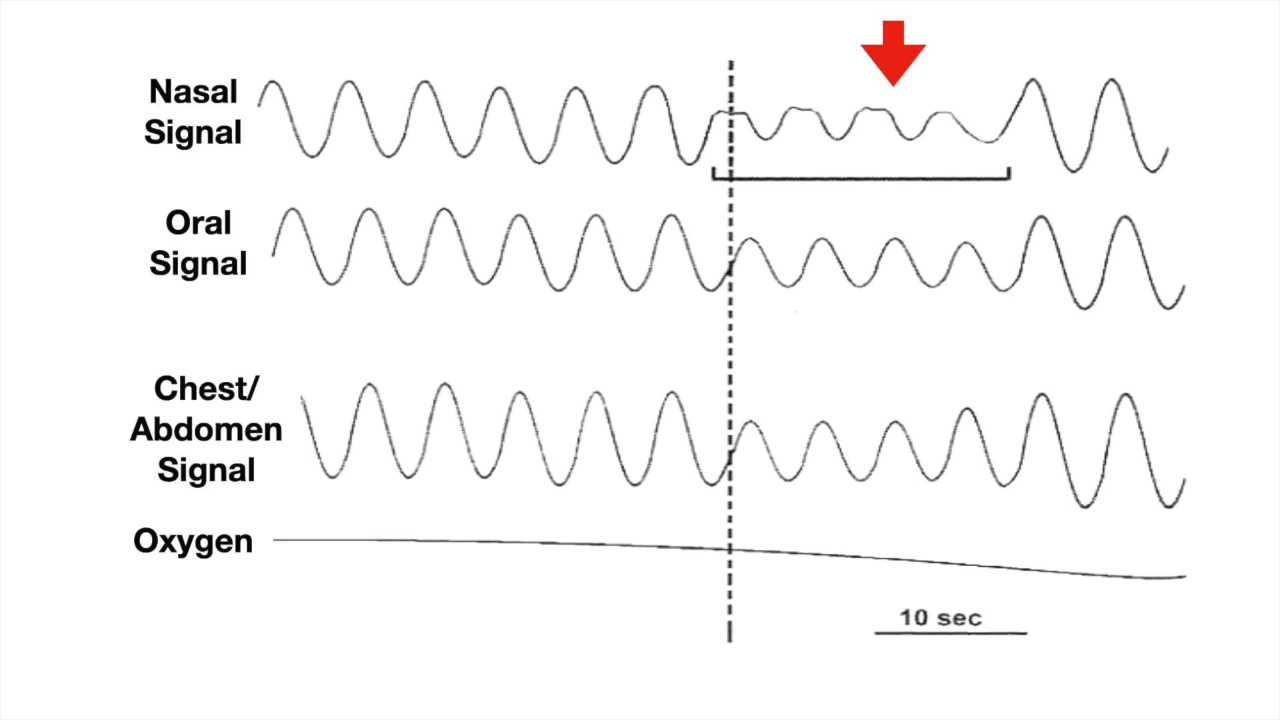 Nasal
Signal
Oral
Signal
Chest/
Abdomen
Signal
Oxygen
10 sec